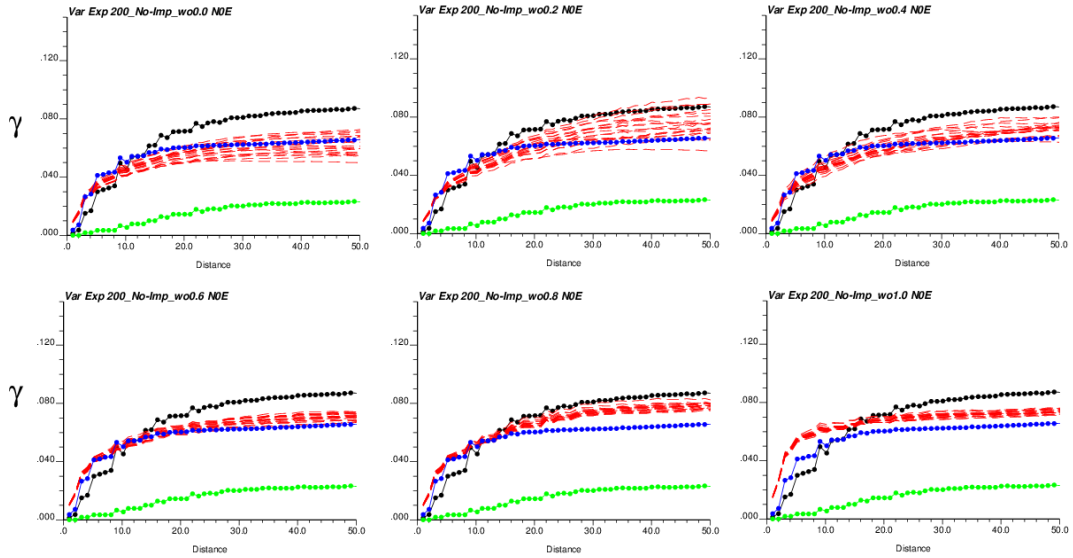 Var Exp 200_No-Imp_wo0.0 N0E
γ
.120
.080
.040
.000
.0 10.0 20.0 30.0 40.0 50.0
Distance
Var Exp 200_No-Imp_wo0.2 N0E
.120
.080
.040
.000
.0 10.0 20.0 30.0 40.0 50.0
Distance
Var Exp 200_No-Imp_wo0.4 N0E
.120
.080
.040
.000
.0 10.0 20.0 30.0 40.0 50.0
Distance
Var Exp 200_No-Imp_wo0.6 N0E
γ
.120
.080
.040
.000
.0 10.0 20.0 30.0 40.0 50.0
Distance
Var Exp 200_No-Imp_wo0.8 N0E
.120
.080
.040
.000
.0 10.0 20.0 30.0 40.0 50.0
Distance
Var Exp 200_No-Imp_wo1.0 N0E
.120
.080
.040
.000
.0 10.0 20.0 30.0 40.0 50.0
Distance